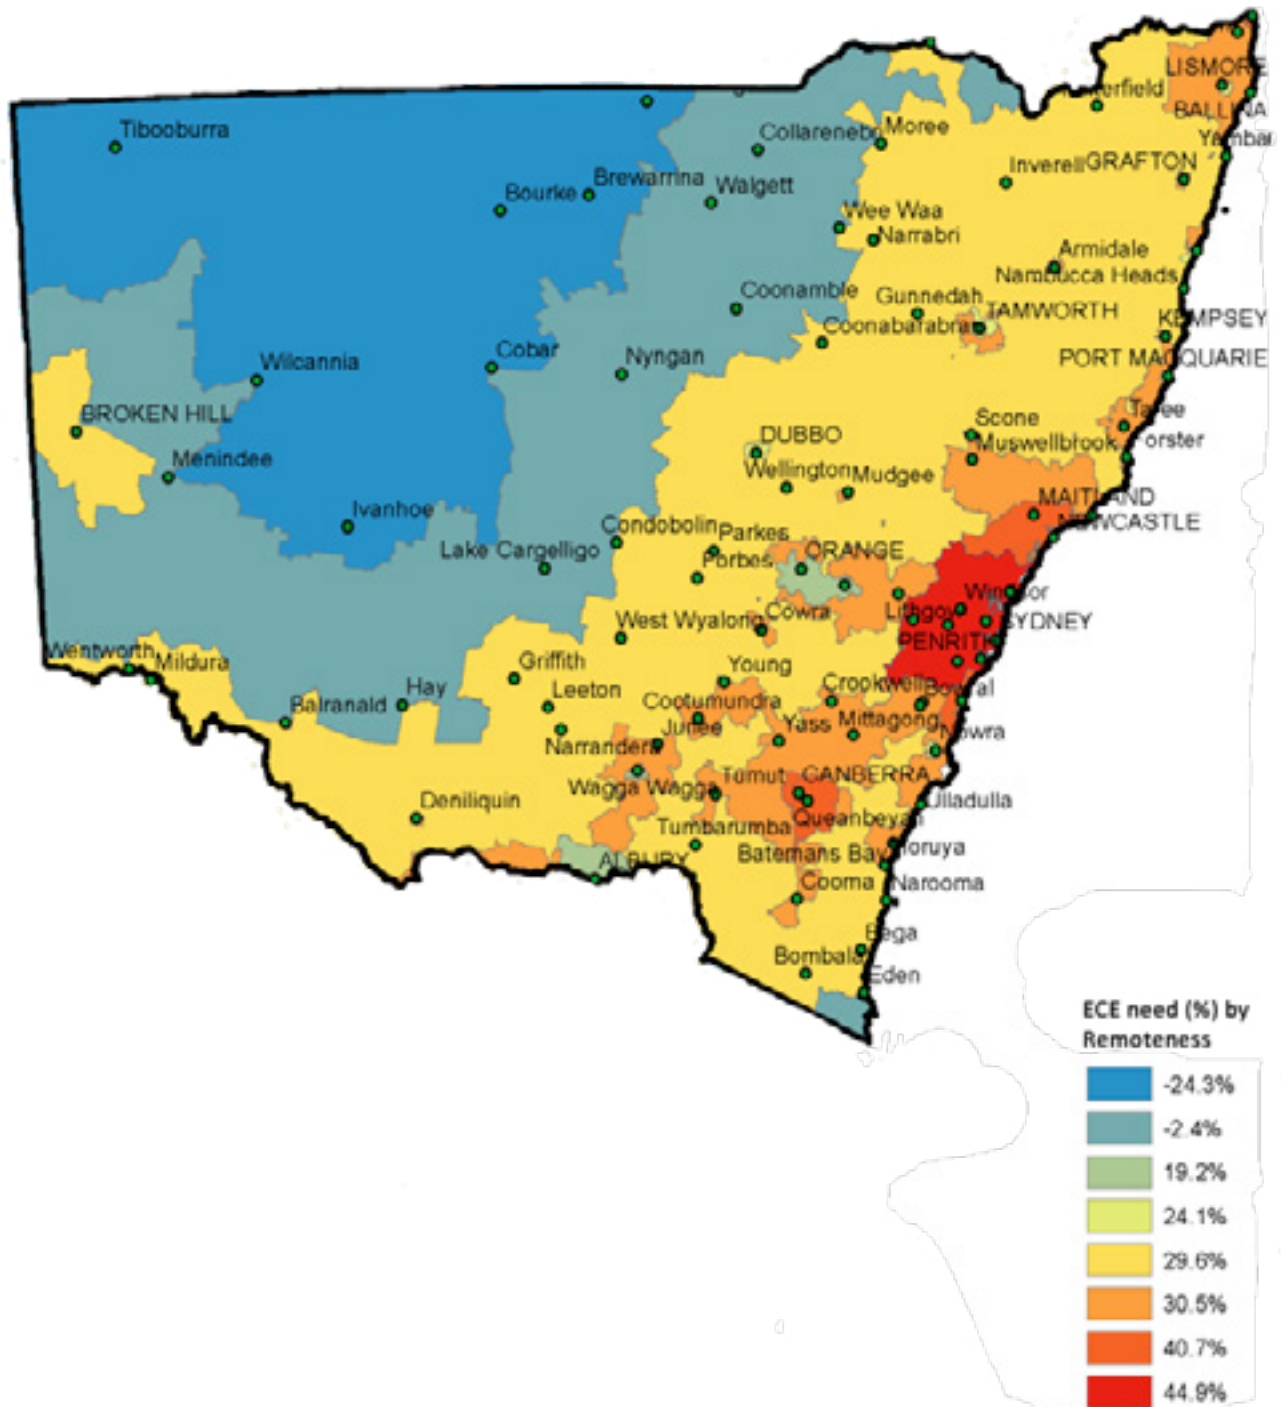 Tibooburra
LISMORE
erfield
BALLINA
Collarenebri
Moree
Yamba
Inverell
GRAFTON
Bourke
Brewarrina
Walgett
Wee Waa
Narrabri
Armidale
Nambucca Heads
Coonamble
Gunnedah
TAMWORTH
Coonabarabran
KEMPSEY
Wilcannia
Cobar
Nyngan
PORT MACQUARIE
BROKEN HILL
Taree
Scone
DUBBO
Muswellbrook
Forster
Menindee
Wellington
Mudgee
MAITLAND
Ivanhoe
NEWCASTLE
Condobolin
Parkes
Lake Cargelligo
ORANGE
Forbes
Windsor
Lithgow
West Wyalong
Cowra
SYDNEY
PENRITH
Wentworth
Mildura
Griffith
Young
Crookwell
Hay
Leeton
Bowral
Balranald
Cootumundra
Yass
Mittagong
Junee
Nowra
Narrandera
Tumut
CANBERRA
Wagga Wagga
Deniliquin
Ulladulla
Queanbeyan
Tumbarumba
Batemans Bay
Moruya
ALBURY
Cooma
Narooma
Bega
Bombala
Eden
ECE need (%) by
Remoteness
-24.3%
-2.4%
19.2%
24.1%
29.6%
30.5%
40.7%
44.9%